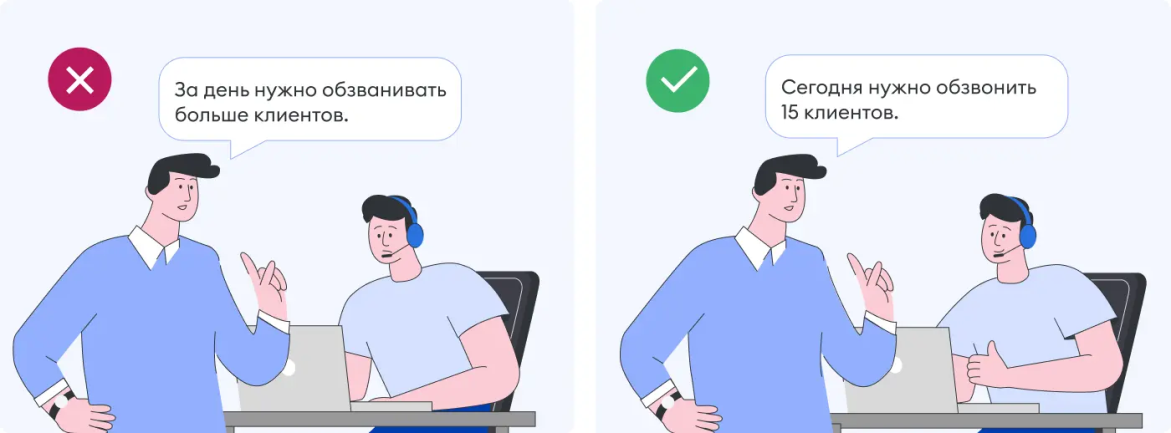 За день нужно обзванивать
больше клиентов.
Сегодня нужно обзвонить
15 клиентов.